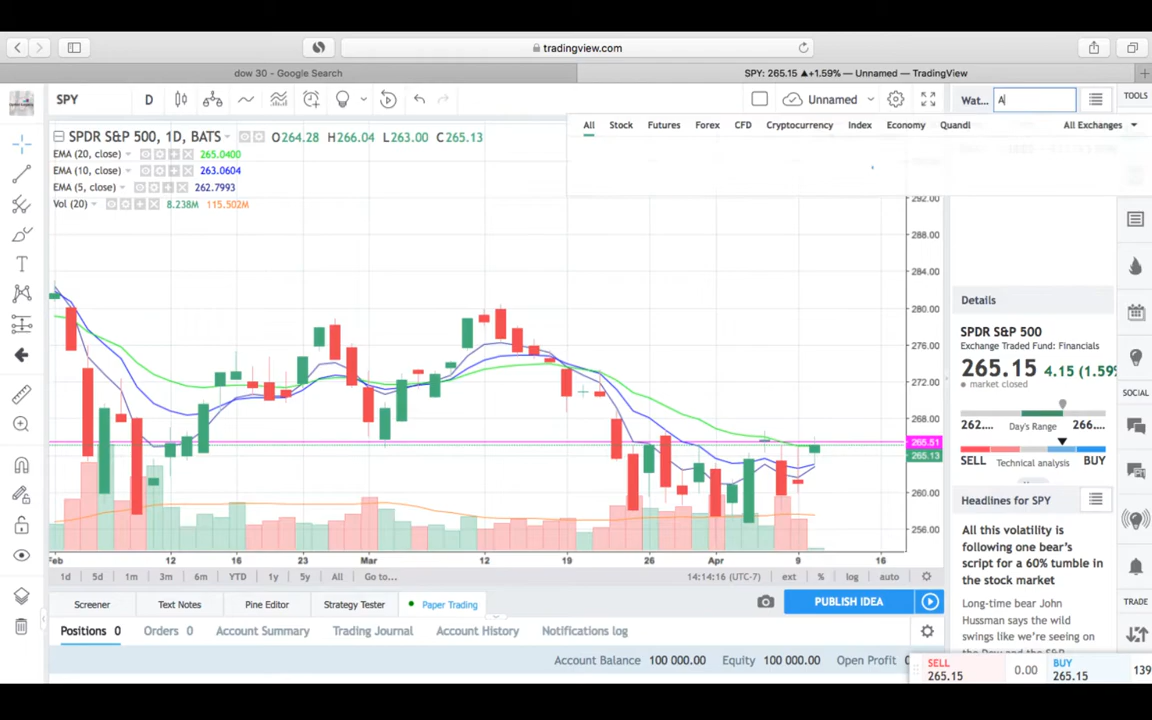 tradingview.com
dow 30 - Google Search
SPY: 265.15 ▲+1.59% — Unnamed — TradingView
SPY
D
Unnamed
Wat...
A
TOOLS
All Stock Futures Forex CFD Cryptocurrency Index Economy Quandl All Exchanges
SPDR S&P 500, 1D, BATS O264.28 H266.04 L263.00 C265.13
EMA (20, close) 265.0400
EMA (10, close) 263.0604
EMA (5, close) 262.7993
Vol (20) 8.238M 115.502M
292.00
288.00
284.00
280.00
276.00
272.00
268.00
265.51
265.13
260.00
256.00
Feb 12 16 23 Mar 12 19 26 Apr 9 16
1d 5d 1m 3m 6m YTD 1y 5y All Go to... 14:14:16 (UTC-7) ext % log auto
Screener Text Notes Pine Editor Strategy Tester Paper Trading PUBLISH IDEA
Positions 0 Orders 0 Account Summary Trading Journal Account History Notifications log
Account Balance 100 000.00 Equity 100 000.00 Open Profit
Details
SPDR S&P 500
Exchange Traded Fund: Financials
265.15 4.15 (1.59%
market closed
262.... Day's Range 266....
SELL Technical analysis BUY
Headlines for SPY
All this volatility is
following one bear's
script for a 60% tumble in
the stock market
Long-time bear John
Hussman says the wild
swings like we're seeing on
SOCIAL
TRADE
SELL
265.15
0.00
BUY
265.15
139